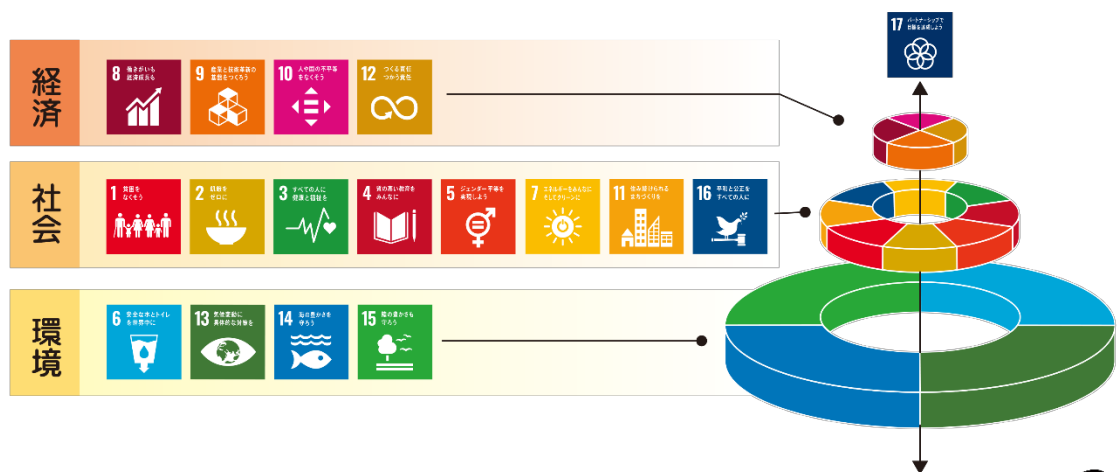 17 パートナーシップで
目標を達成しよう
経済
8 働きがいも
経済成長も
9 産業と技術革新の
基盤をつくろう
10 人や国の不平等
をなくそう
12 つくる責任
つかう責任
社会
1 貧困を
なくそう
2 飢餓を
ゼロに
3 すべての人に
健康と福祉を
4 質の高い教育を
みんなに
5 ジェンダー平等を
実現しよう
7 エネルギーをみんなに
そしてクリーンに
11 住み続けられる
まちづくりを
16 平和と公正を
すべての人に
環境
6 安全な水とトイレ
を世界中に
13 気候変動に
具体的な対策を
14 海の豊かさを
守ろう
15 陸の豊かさも
守ろう